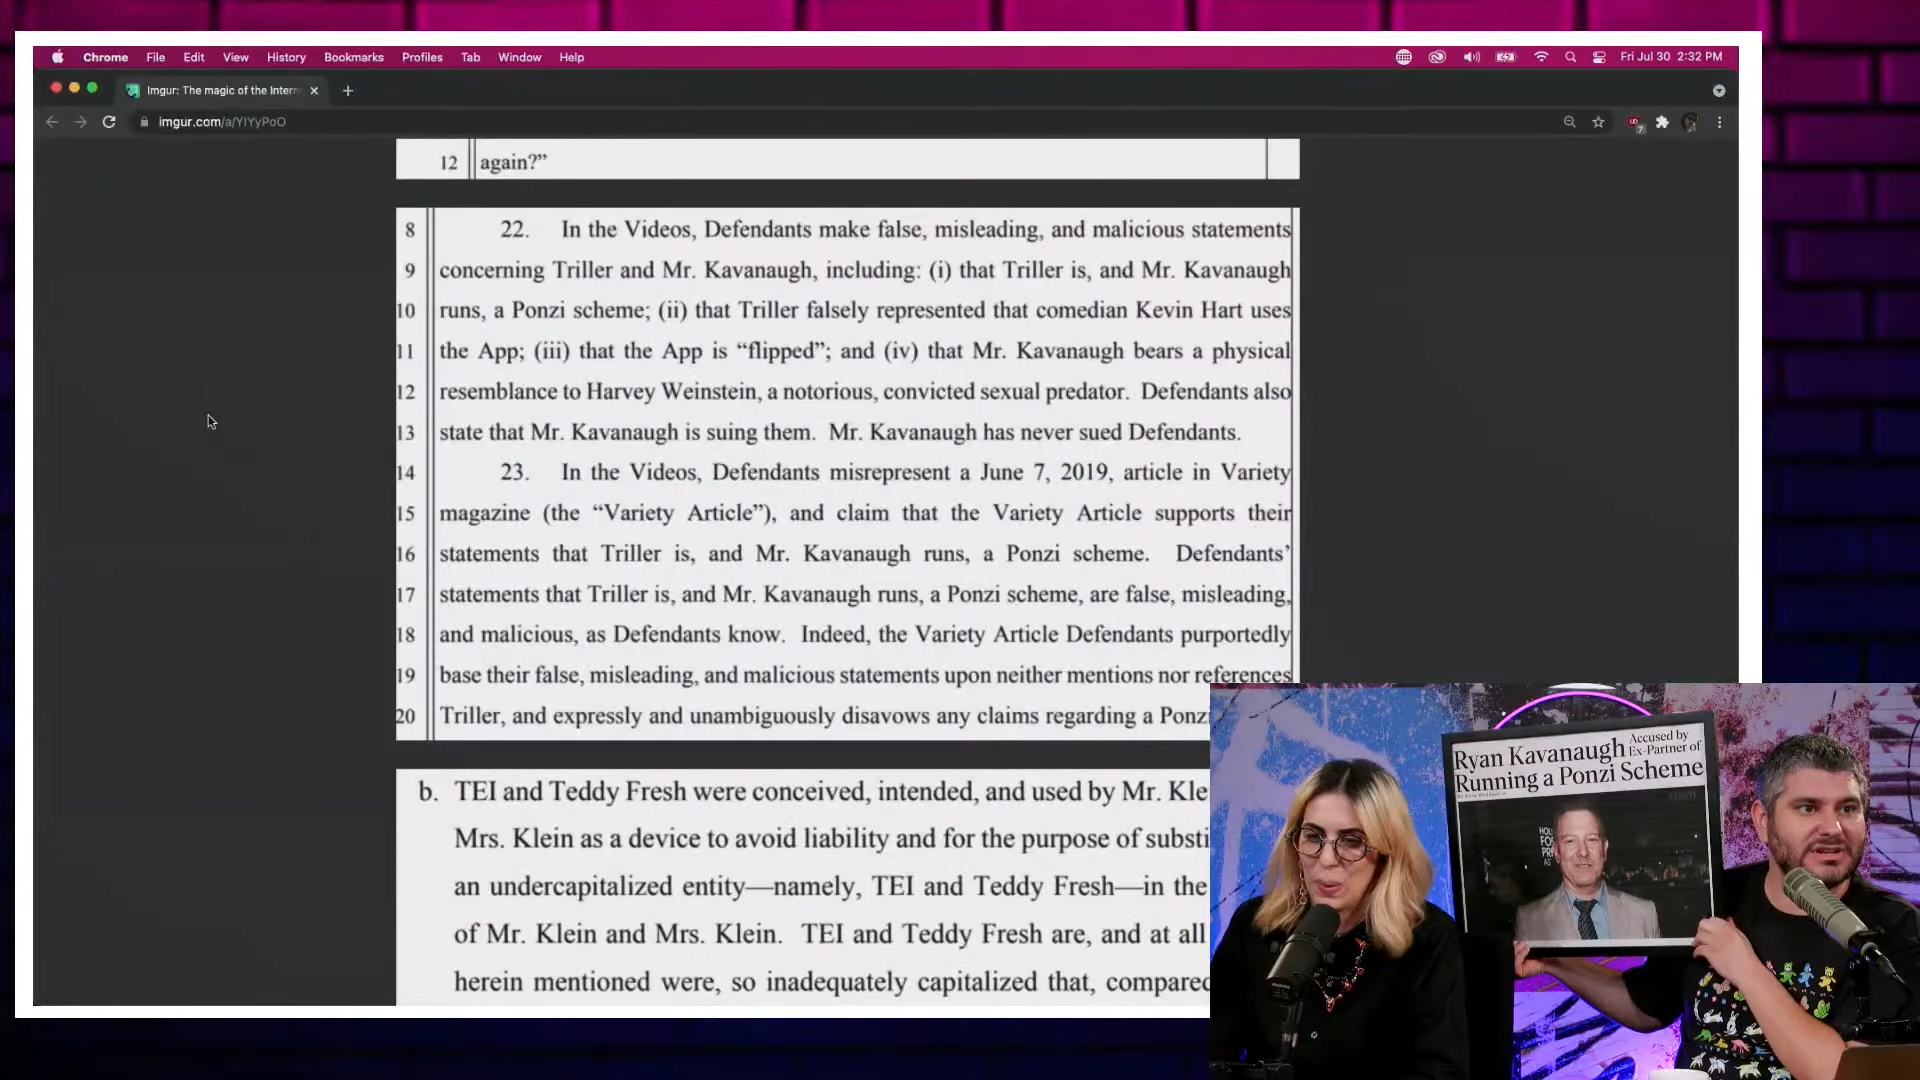 Chrome File Edit View History Bookmarks Profiles Tab Window Help Fri Jul 30 2:32 PM
Imgur: The magic of the Intern
imgur.com/a/YIYyPoO
12 again?”
8 22. In the Videos, Defendants make false, misleading, and malicious statements
9 concerning Triller and Mr. Kavanaugh, including: (i) that Triller is, and Mr. Kavanaugh
10 runs, a Ponzi scheme; (ii) that Triller falsely represented that comedian Kevin Hart uses
11 the App; (iii) that the App is “flipped”; and (iv) that Mr. Kavanaugh bears a physical
12 resemblance to Harvey Weinstein, a notorious, convicted sexual predator. Defendants also
13 state that Mr. Kavanaugh is suing them. Mr. Kavanaugh has never sued Defendants.
14 23. In the Videos, Defendants misrepresent a June 7, 2019, article in Variety
15 magazine (the “Variety Article”), and claim that the Variety Article supports their
16 statements that Triller is, and Mr. Kavanaugh runs, a Ponzi scheme. Defendants’
17 statements that Triller is, and Mr. Kavanaugh runs, a Ponzi scheme, are false, misleading,
18 and malicious, as Defendants know. Indeed, the Variety Article Defendants purportedly
19 base their false, misleading, and malicious statements upon neither mentions nor references
20 Triller, and expressly and unambiguously disavows any claims regarding a Ponzi
b. TEI and Teddy Fresh were conceived, intended, and used by Mr. Kle
Mrs. Klein as a device to avoid liability and for the purpose of substi
an undercapitalized entity—namely, TEI and Teddy Fresh—in the
of Mr. Klein and Mrs. Klein. TEI and Teddy Fresh are, and at all
herein mentioned were, so inadequately capitalized that, compared
Ryan Kavanaugh Accused by
Ex-Partner of
Running a Ponzi Scheme